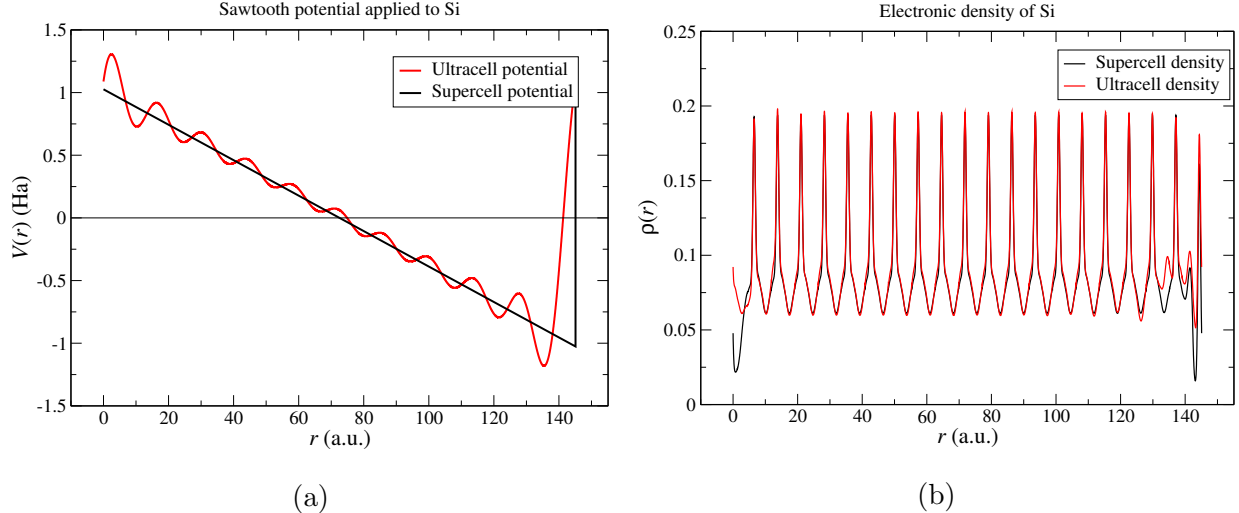 Sawtooth potential applied to Si
1.5
1
0.5
0
-0.5
-1
-1.5
V(r) (Ha)
Ultracell potential
Supercell potential
0 20 40 60 80 100 120 140
r (a.u.)
(a)
Electronic density of Si
0.25
0.2
0.15
0.1
0.05
0
ρ(r)
Supercell density
Ultracell density
0 20 40 60 80 100 120 140
r (a.u.)
(b)